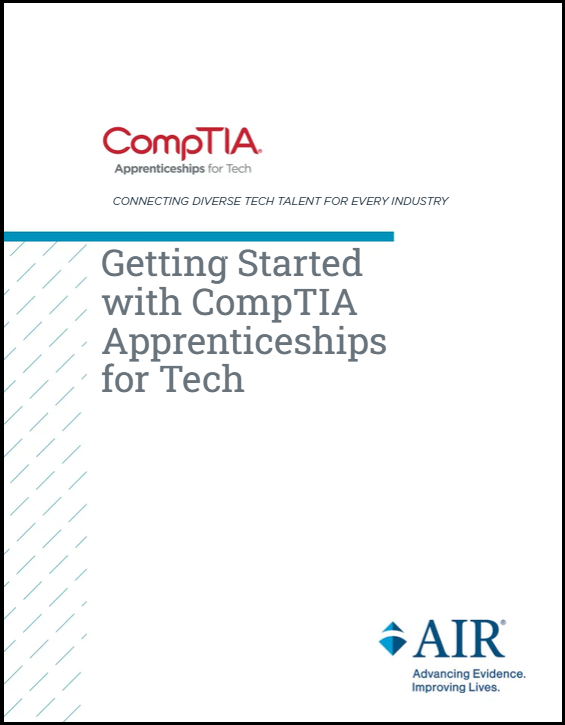 CompTIA.
Apprenticeships for Tech
CONNECTING DIVERSE TECH TALENT FOR EVERY INDUSTRY
Getting Started
with CompTIA
Apprenticeships
for Tech
AIR®
Advancing Evidence.
Improving Lives.